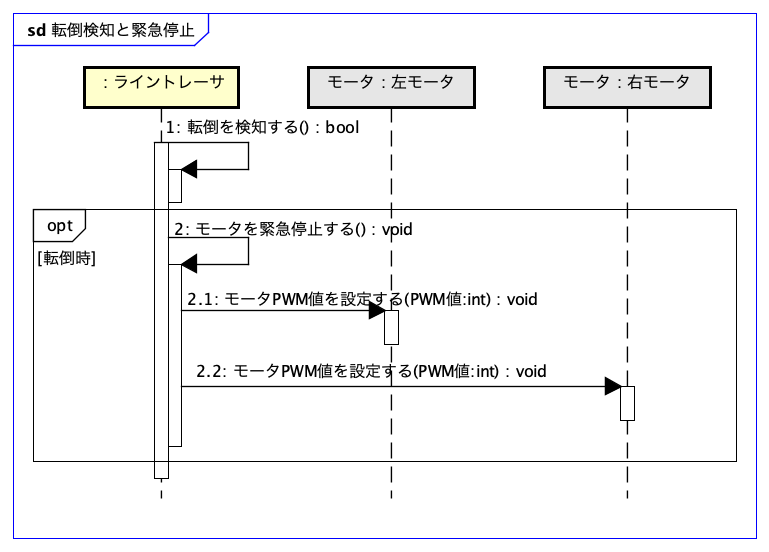 sd 転倒検知と緊急停止
: ライントレーサ
モータ : 左モータ
モータ : 右モータ
1: 転倒を検知する() : bool
opt
2: モータを緊急停止する() : void
[転倒時]
2.1: モータPWM値を設定する(PWM値:int) : void
2.2: モータPWM値を設定する(PWM値:int) : void